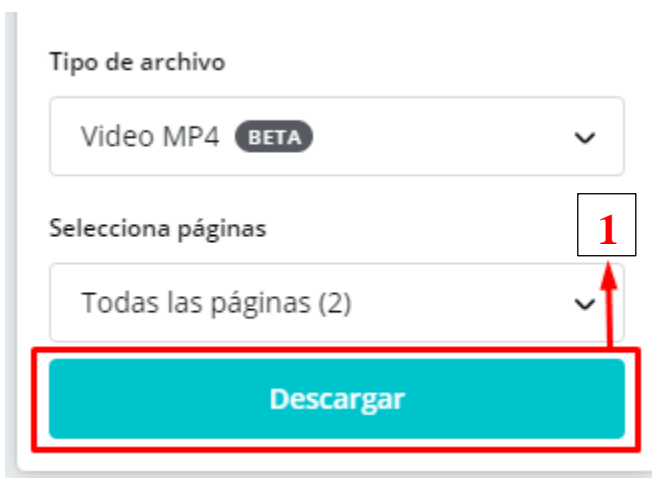 Tipo de archivo
Video MP4 BETA
Selecciona páginas
1
Todas las páginas (2)
Descargar